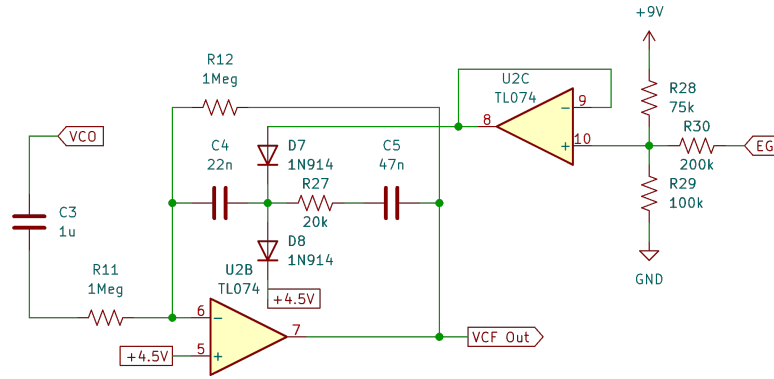 +9V
R12
1Meg
U2C
TL074
9
8
10
−
+
R28
75k
R30
200k
EG
VCO
C4
22n
D7
1N914
C5
47n
R27
20k
R29
100k
C3
1u
D8
1N914
GND
R11
1Meg
U2B
TL074
+4.5V
6
−
7
VCF Out
+4.5V
5
+